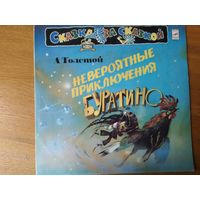 СКАЗКА ЗА СКАЗКОЙ
А Толстой
НЕВЕРОЯТНЫЕ
ПРИКЛЮЧЕНИЯ
БУРАТИНО